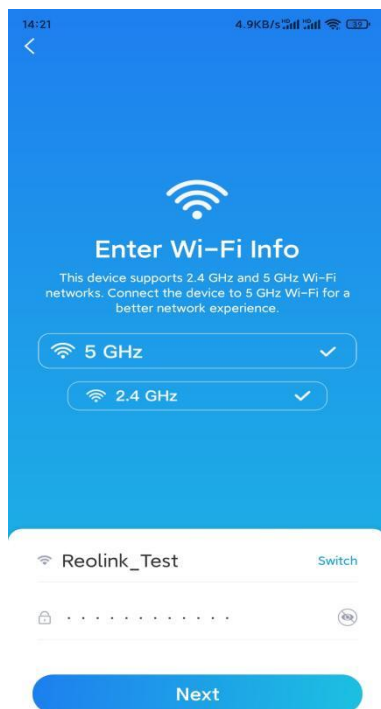 14:21 4.9KB/s 39
Enter Wi-Fi Info
This device supports 2.4 GHz and 5 GHz Wi-Fi
networks. Connect the device to 5 GHz Wi-Fi for a
better network experience.
5 GHz
2.4 GHz
Reolink_Test Switch
Next